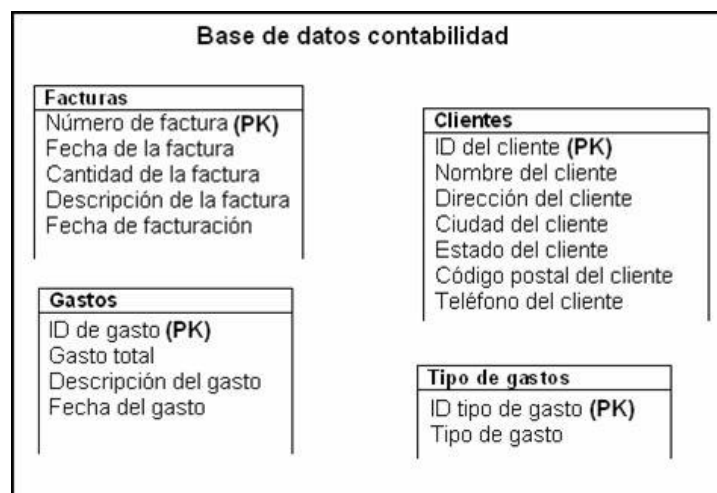 Base de datos contabilidad
Facturas
Número de factura (PK)
Fecha de la factura
Cantidad de la factura
Descripción de la factura
Fecha de facturación
Clientes
ID del cliente (PK)
Nombre del cliente
Dirección del cliente
Ciudad del cliente
Estado del cliente
Código postal del cliente
Teléfono del cliente
Gastos
ID de gasto (PK)
Gasto total
Descripción del gasto
Fecha del gasto
Tipo de gastos
ID tipo de gasto (PK)
Tipo de gasto